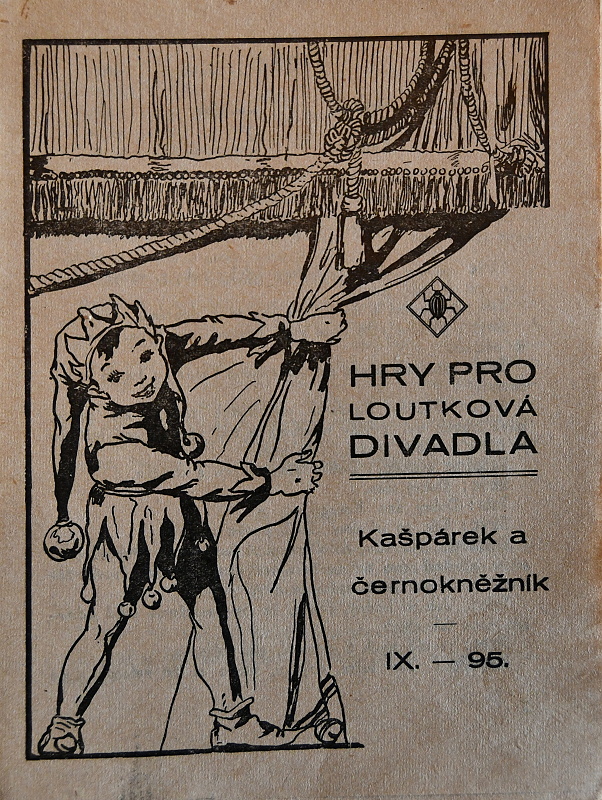 HRY PRO
LOUTKOVÁ
DIVADLA
Kašpárek a
černokněžník
—
IX. — 95.